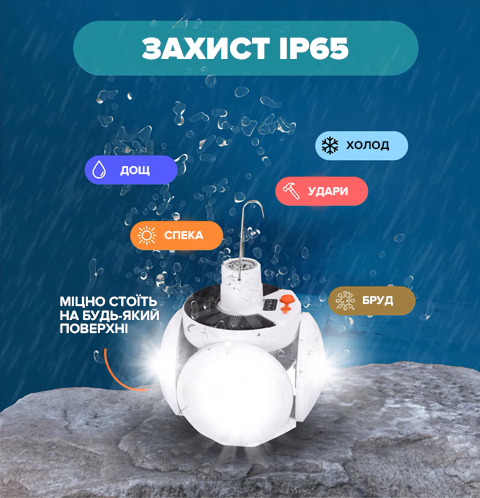 ЗАХИСТ IP65
ХОЛОД
ДОЩ
УДАРИ
СПЕКА
БРУД
МІЦНО СТОЇТЬ
НА БУДЬ-ЯКИЙ
ПОВЕРХНІ